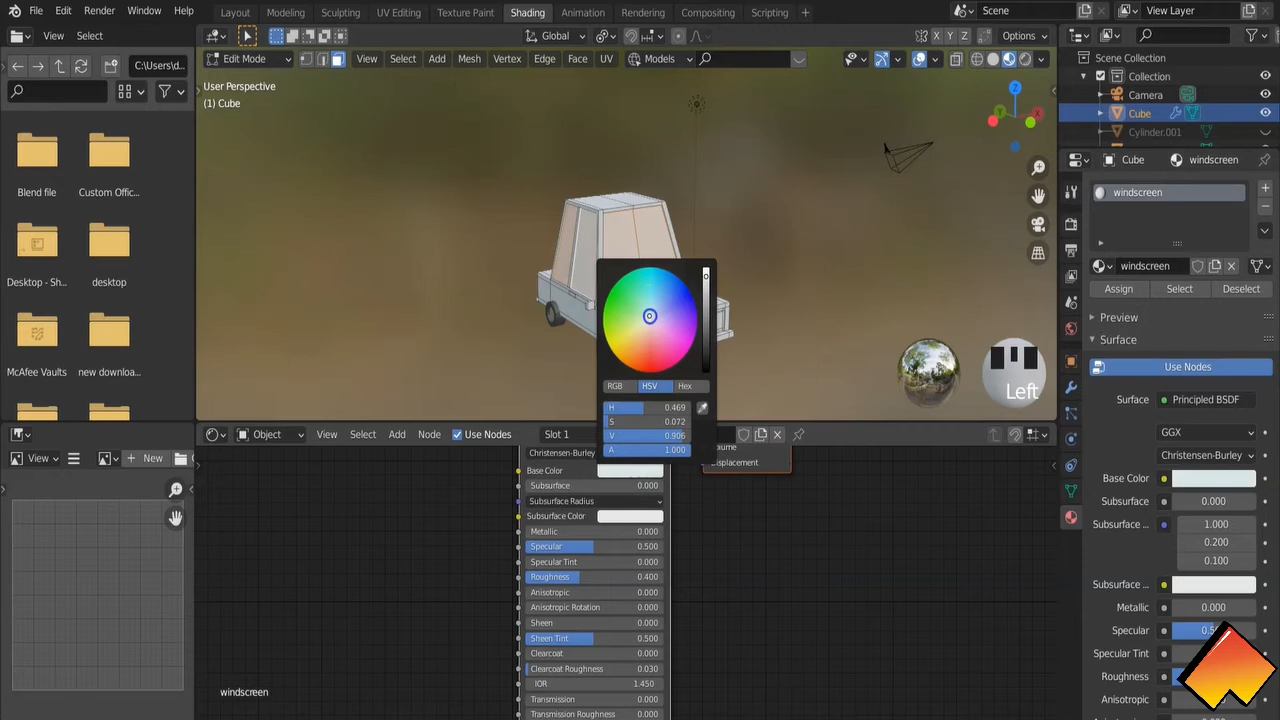 File Edit Render Window Help
Layout Modeling Sculpting UV Editing Texture Paint Shading Animation Rendering Compositing Scripting +
Scene View Layer
View Select
Global
X Y Z Options
C:\Users\d...
Edit Mode
View Select Add Mesh Vertex Edge Face UV
Models
Blend file
Custom Offic...
Desktop - Sh...
desktop
McAfee Vaults
new downloa...
User Perspective
(1) Cube
Z
Y
X
Left
RGB HSV Hex
H 0.469
S 0.072
V 0.906
A 1.000
Scene Collection
Collection
Camera
Cube
Cylinder.001
Cube windscreen
windscreen
windscreen
Assign Select Deselect
Preview
Surface
Use Nodes
Surface Principled BSDF
GGX
Christensen-Burley
Base Color
Subsurface 0.000
Subsurface ... 1.000
0.200
0.100
Subsurface ...
Metallic 0.000
Specular
Specular Tint
Roughness
Anisotropic
View
+ New
Object
View Select Add Node Use Nodes
Slot 1
Displacement
Christensen-Burley
Base Color
Subsurface 0.000
Subsurface Radius
Subsurface Color
Metallic 0.000
Specular 0.500
Specular Tint 0.000
Roughness 0.400
Anisotropic 0.000
Anisotropic Rotation 0.000
Sheen 0.000
Sheen Tint 0.500
Clearcoat 0.000
Clearcoat Roughness 0.030
IOR 1.450
Transmission 0.000
Transmission Roughness 0.000
windscreen